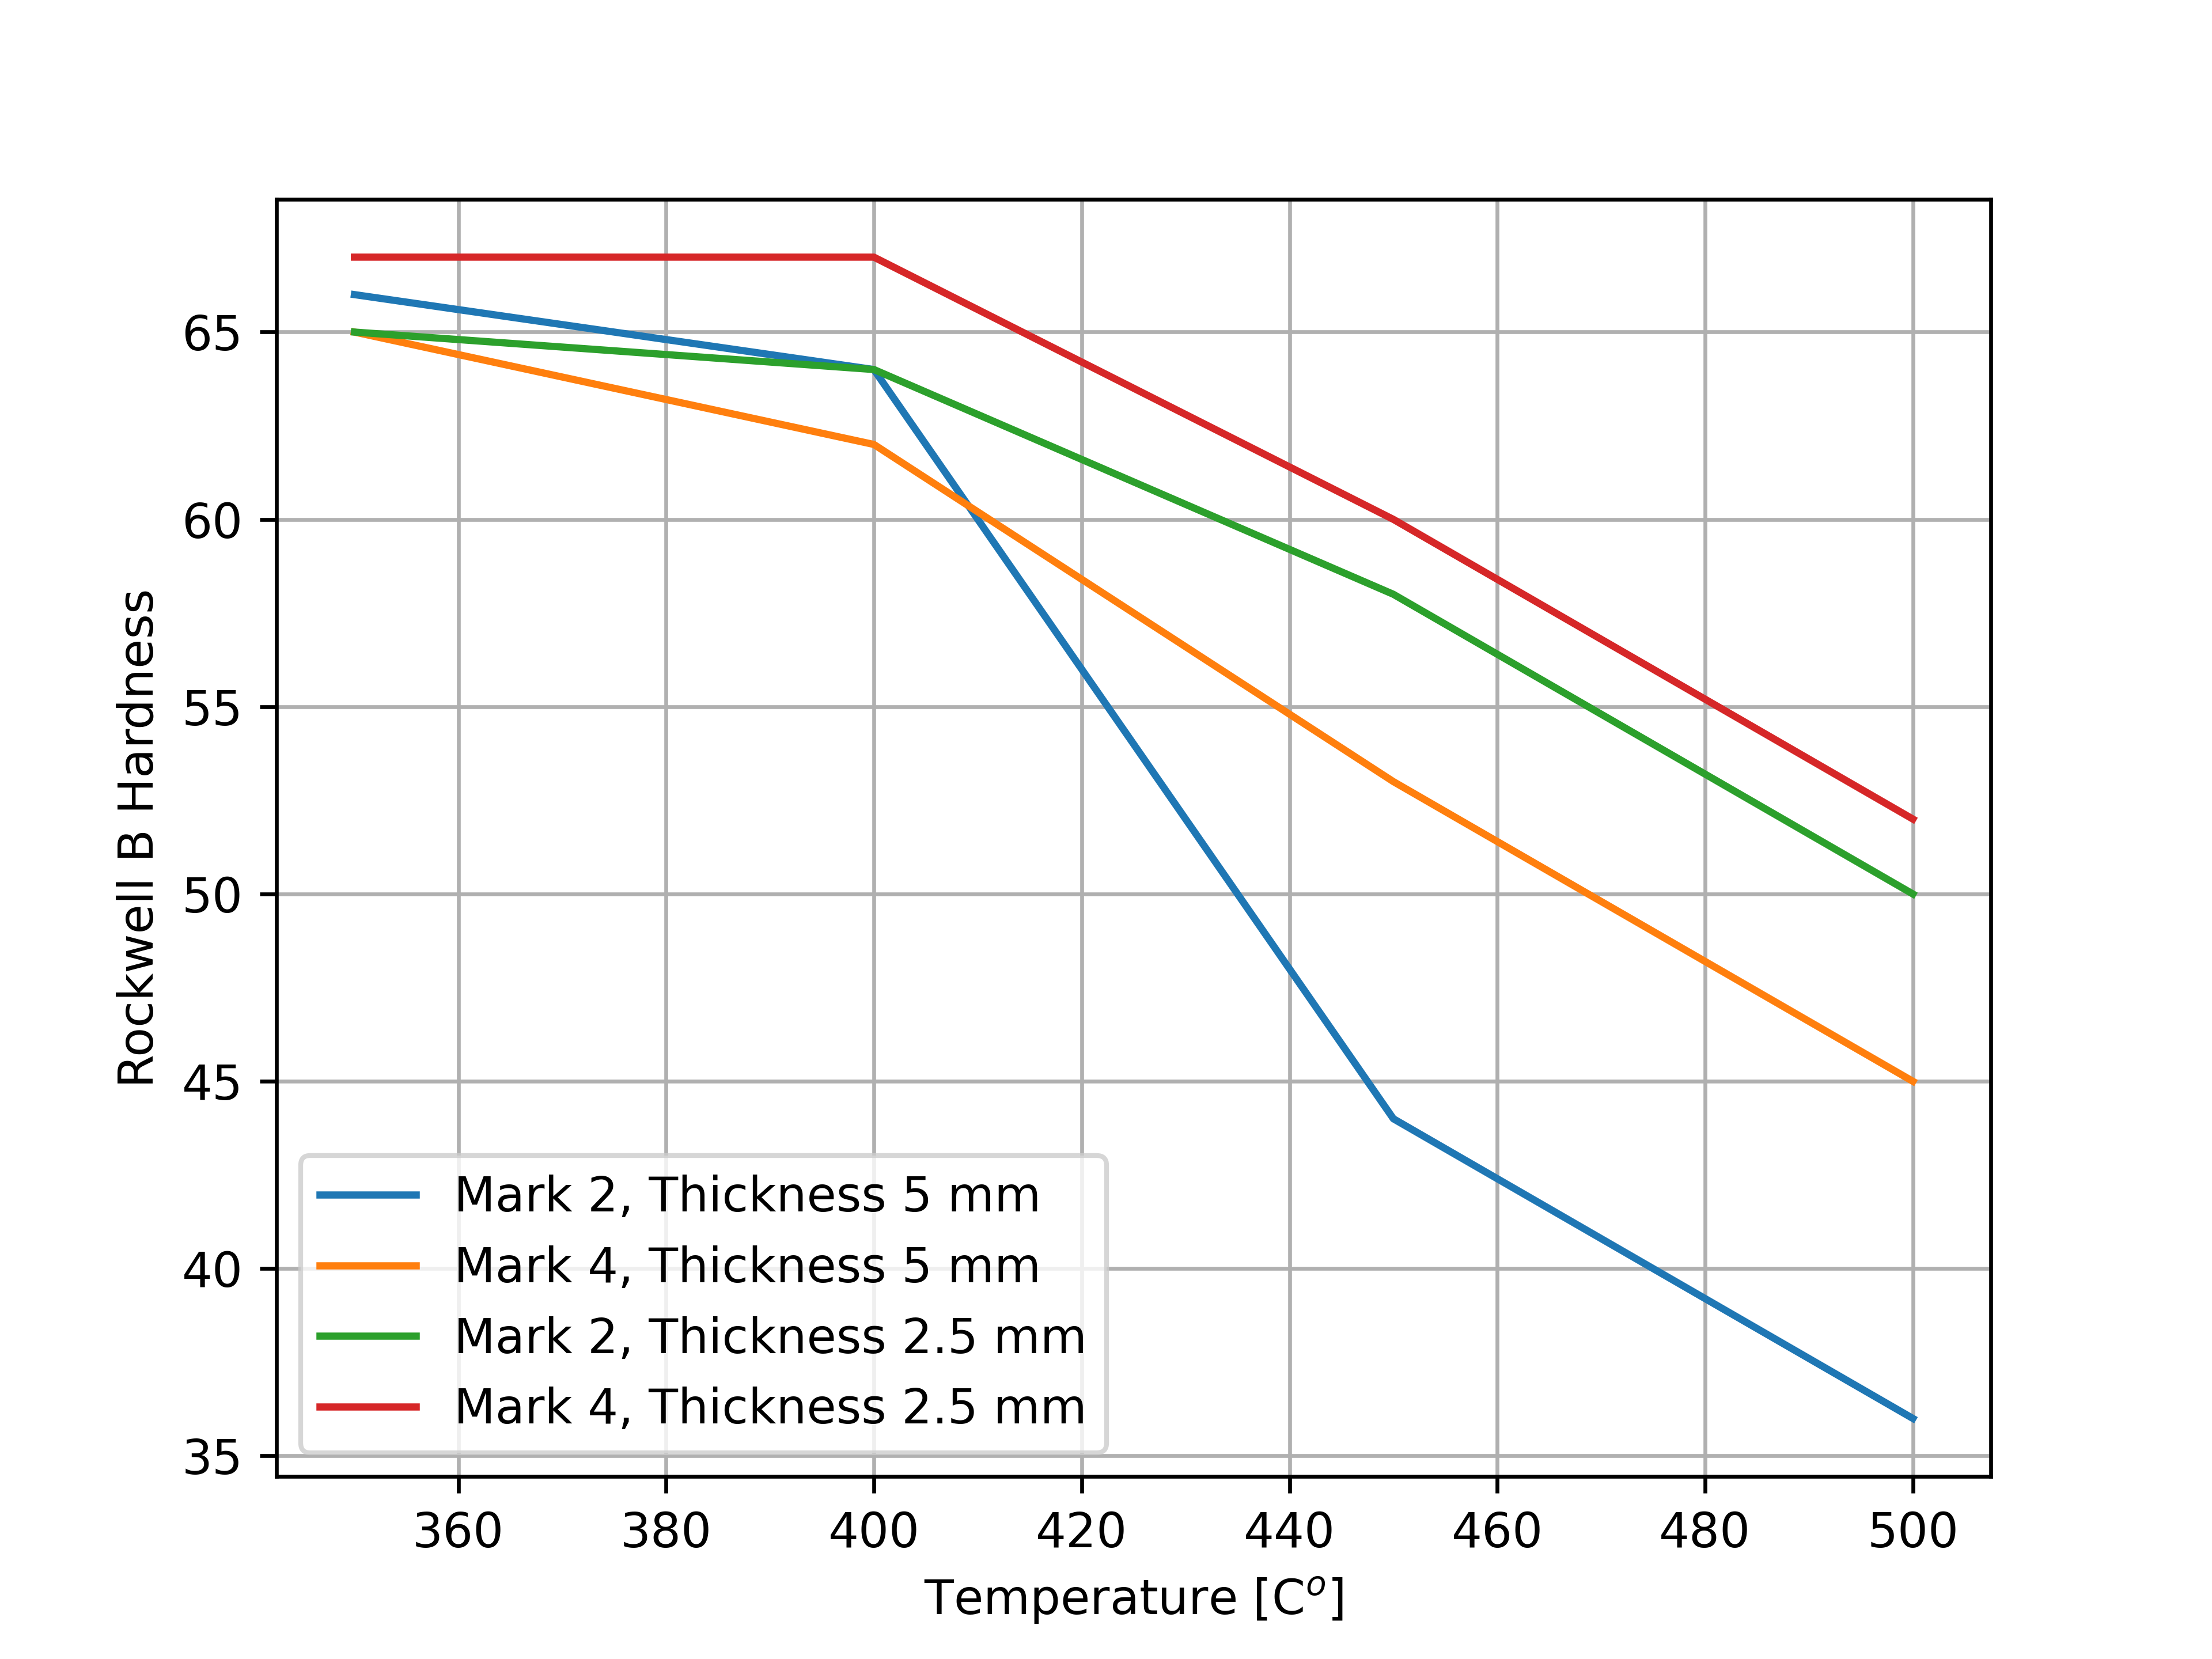 65
60
55
50
45
40
35
Rockwell B Hardness
Mark 2, Thickness 5 mm
Mark 4, Thickness 5 mm
Mark 2, Thickness 2.5 mm
Mark 4, Thickness 2.5 mm
360 380 400 420 440 460 480 500
Temperature [Cᵒ]